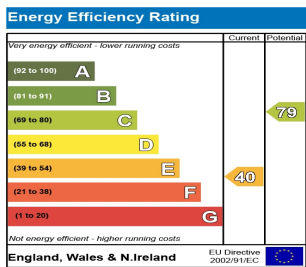 Energy Efficiency Rating
Current Potential
Very energy efficient - lower running costs
(92 to 100) A
(81 to 91) B
(69 to 80) C
79
(55 to 68) D
(39 to 54) E
40
(21 to 38) F
(1 to 20) G
Not energy efficient - higher running costs
England, Wales & N.Ireland
EU Directive
2002/91/EC